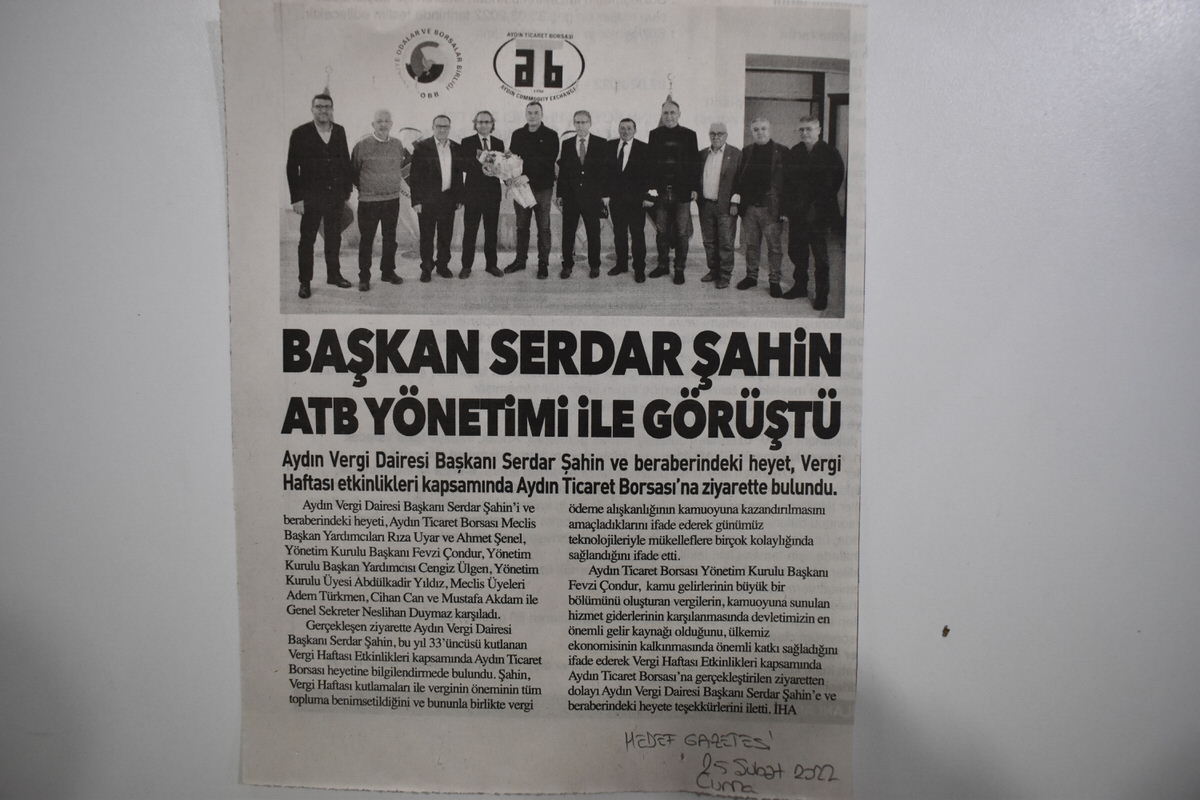 ODALAR VE BORSALAR BİRLİĞİ
AYDIN TİCARET BORSASI
ab
AYDIN COMMODITY EXCHANGE
BAŞKAN SERDAR ŞAHİN
ATB YÖNETİMİ İLE GÖRÜŞTÜ
Aydın Vergi Dairesi Başkanı Serdar Şahin ve beraberindeki heyet, Vergi
Haftası etkinlikleri kapsamında Aydın Ticaret Borsası'na ziyarette bulundu.
Aydın Vergi Dairesi Başkanı Serdar Şahin'i ve
beraberindeki heyeti, Aydın Ticaret Borsası Meclis
Başkan Yardımcıları Rıza Uyar ve Ahmet Şenel,
Yönetim Kurulu Başkanı Fevzi Çondur, Yönetim
Kurulu Başkan Yardımcısı Cengiz Ülgen, Yönetim
Kurulu Üyesi Abdülkadir Yıldız, Meclis Üyeleri
Adem Türkmen, Cihan Can ve Mustafa Akdam ile
Genel Sekreter Neslihan Duymaz karşıladı.
Gerçekleşen ziyarette Aydın Vergi Dairesi
Başkanı Serdar Şahin, bu yıl 33'üncüsü kutlanan
Vergi Haftası Etkinlikleri kapsamında Aydın Ticaret
Borsası heyetine bilgilendirmede bulundu. Şahin,
Vergi Haftası kutlamaları ile verginin öneminin tüm
topluma benimsetildiğini ve bununla birlikte vergi
ödeme alışkanlığının kamuoyuna kazandırılmasını
amaçladıklarını ifade ederek günümüz
teknolojileriyle mükelleflere birçok kolaylığında
sağlandığını ifade etti.
Aydın Ticaret Borsası Yönetim Kurulu Başkanı
Fevzi Çondur, kamu gelirlerinin büyük bir
bölümünü oluşturan vergilerin, kamuoyuna sunulan
hizmet giderlerinin karşılanmasında devletimizin en
önemli gelir kaynağı olduğunu, ülkemiz
ekonomisinin kalkınmasında önemli katkı sağladığını
ifade ederek Vergi Haftası Etkinlikleri kapsamında
Aydın Ticaret Borsası'na gerçekleştirilen ziyaretten
dolayı Aydın Vergi Dairesi Başkanı Serdar Şahin'e ve
beraberindeki heyete teşekkürlerini iletti. İHA
HEDEF GAZETESİ
25 Şubat 2022
Cuma